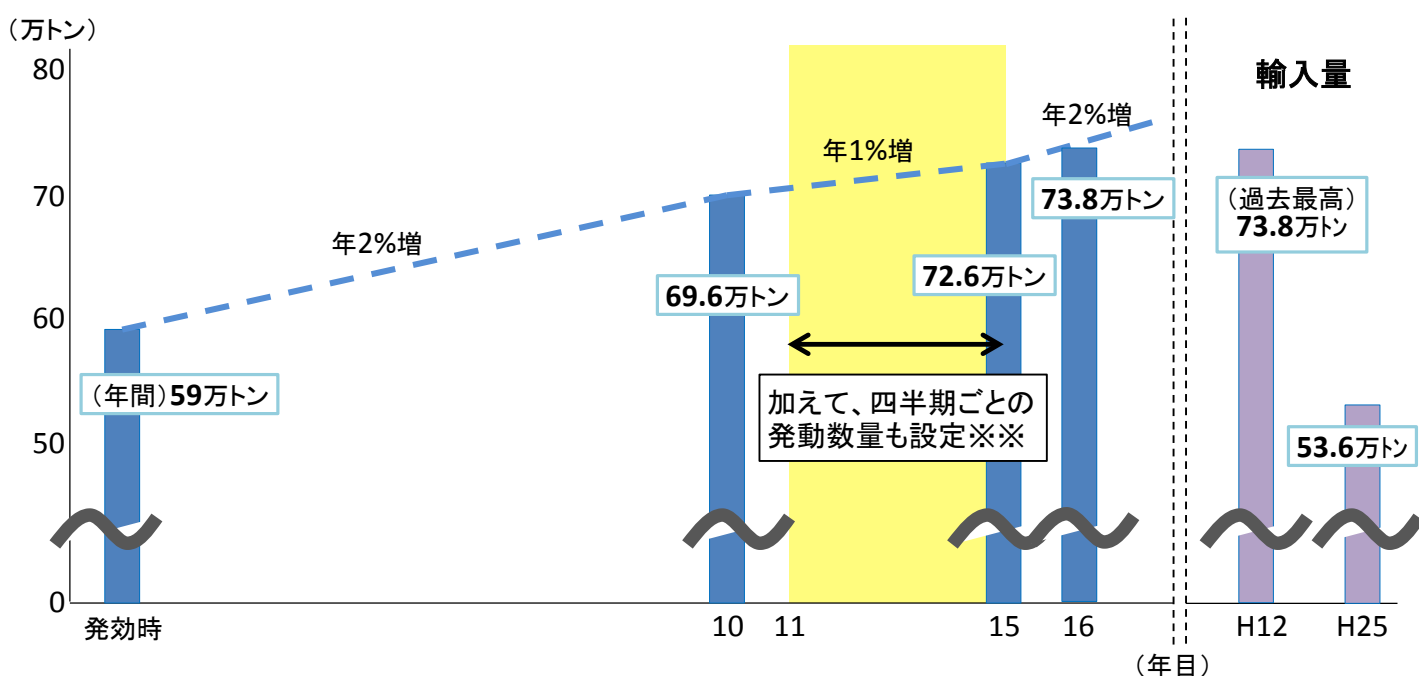 (万トン)
80
70
60
50
0
年2%増
年1%増
年2%増
(年間)59万トン
69.6万トン
72.6万トン
73.8万トン
加えて、四半期ごとの
発動数量も設定※※
発効時
10
11
15
16
(年目)
輸入量
(過去最高)
73.8万トン
53.6万トン
H12
H25